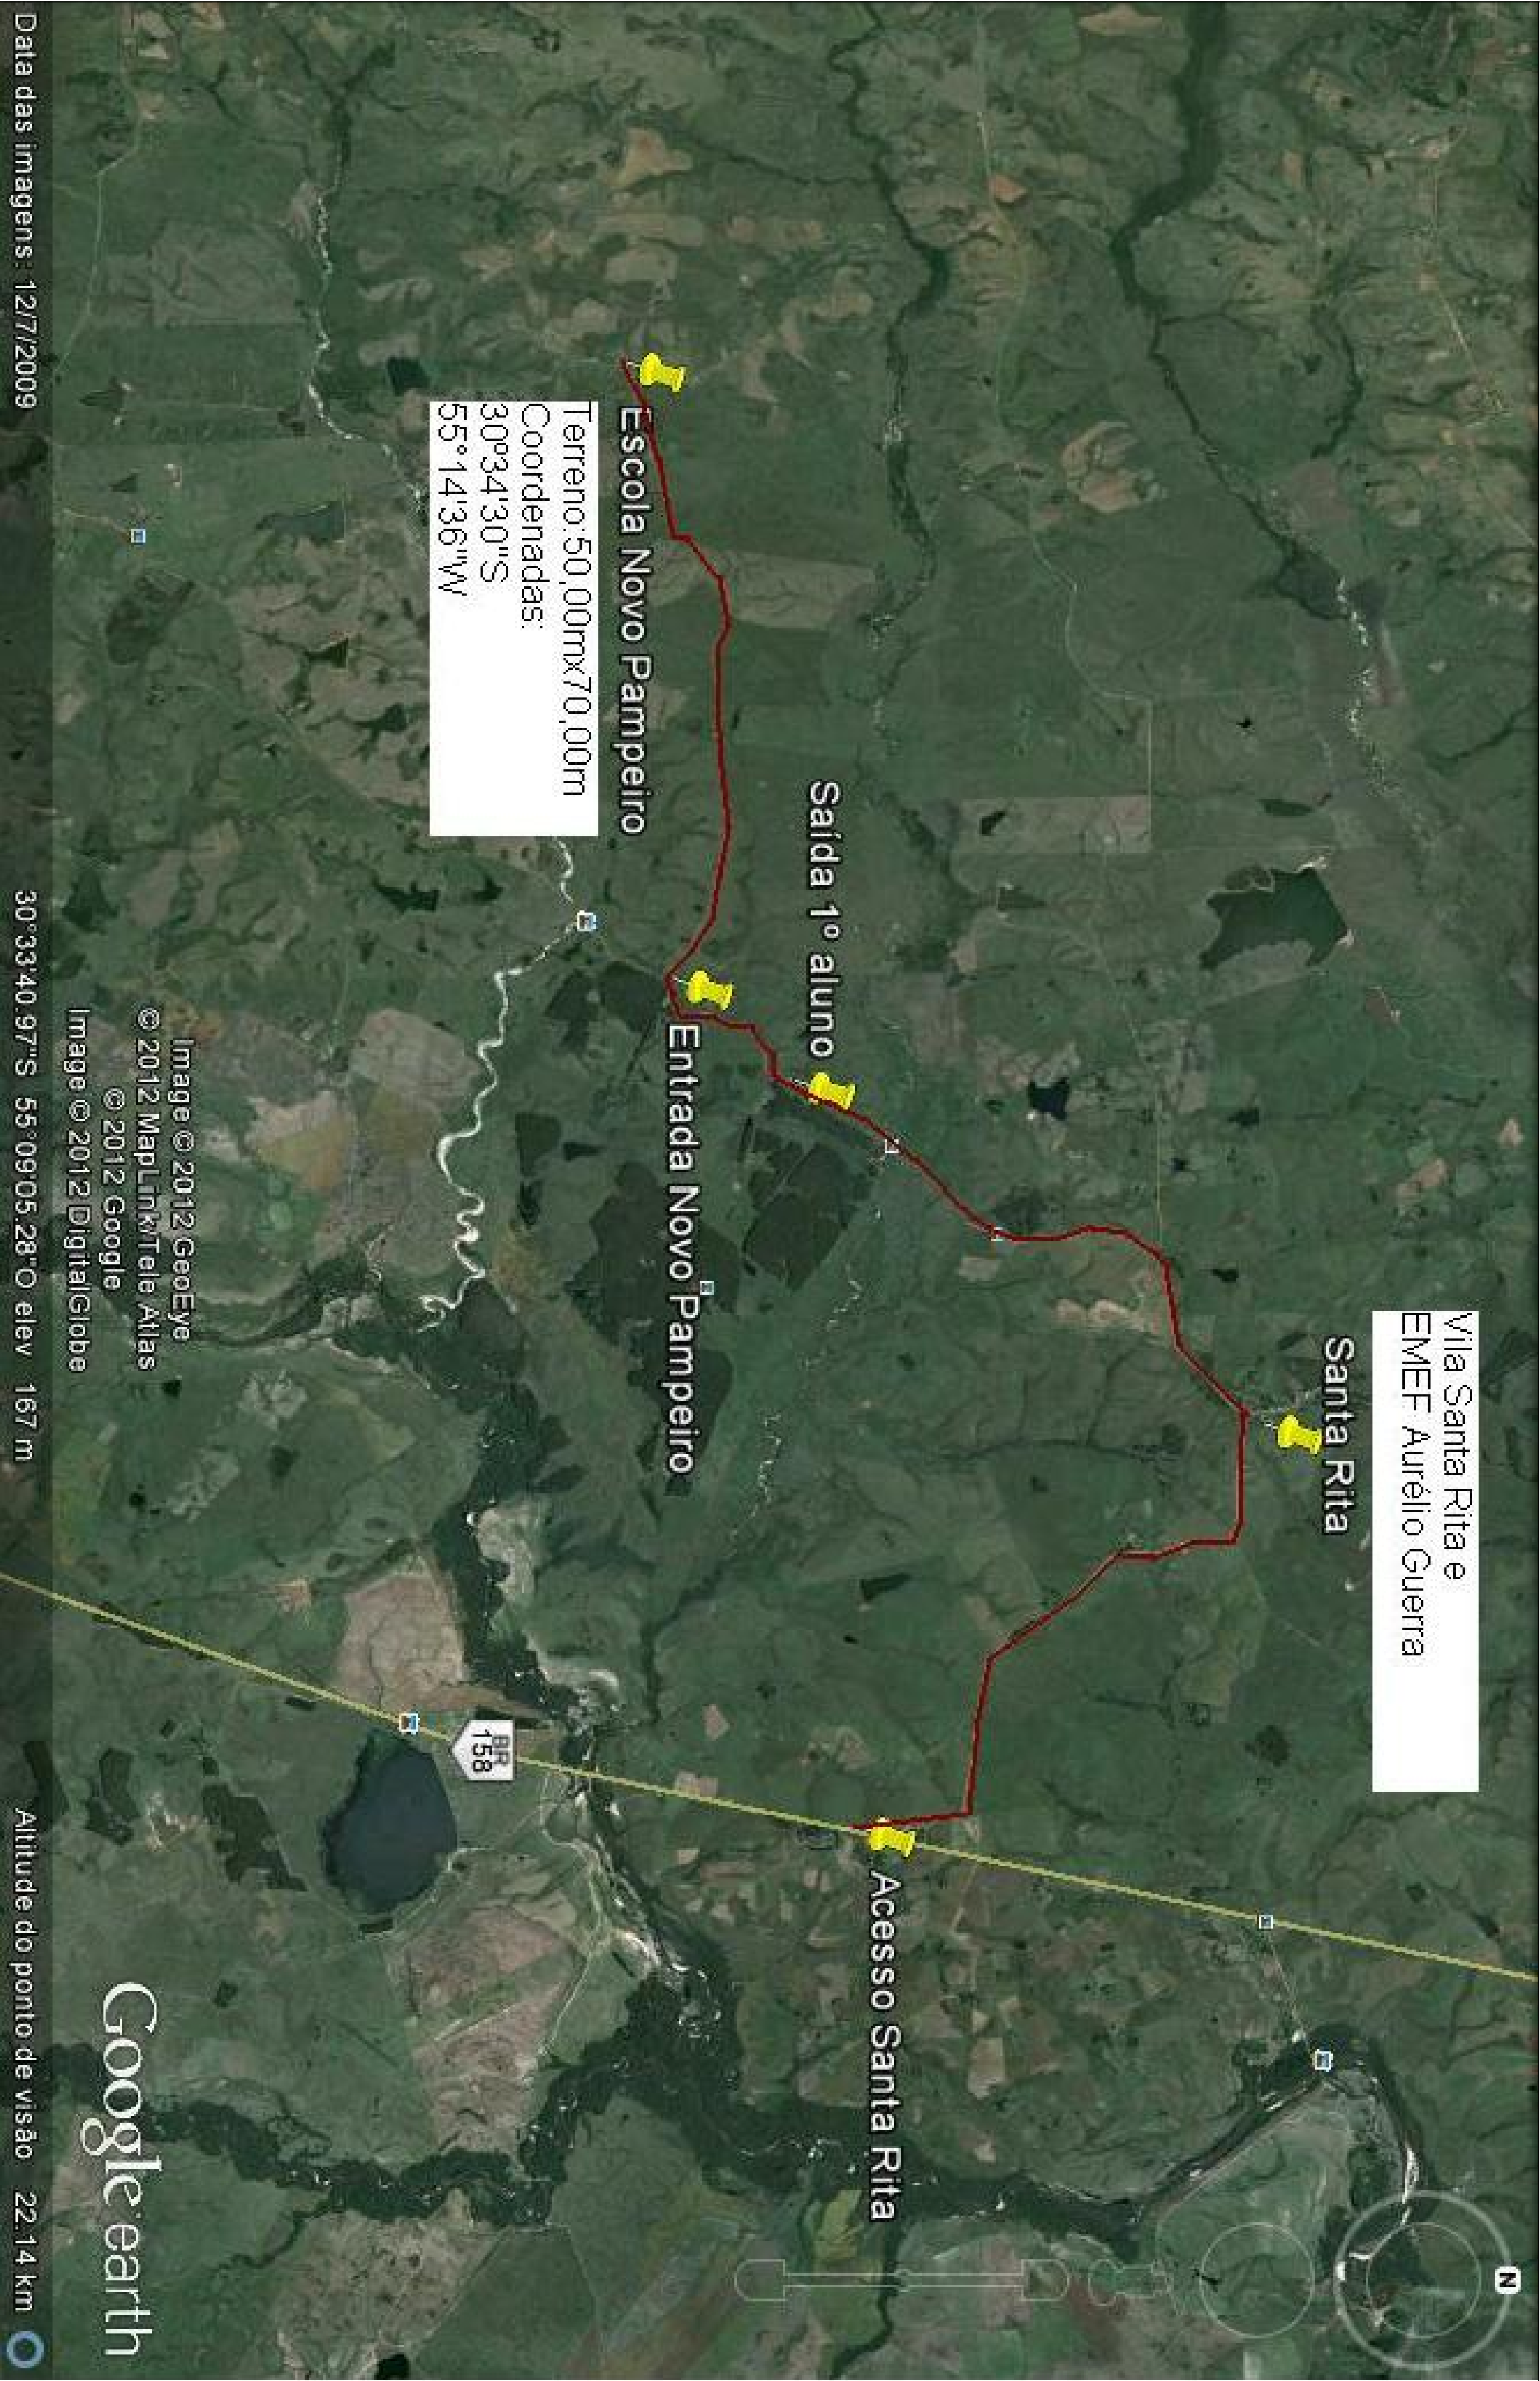 Vila Santa Rita e
EMEF Aurélio Guerra
Santa Rita
N
Saída 1º aluno
Acesso Santa Rita
Entrada Novo Pampeiro
Escola Novo Pampeiro
Terreno:50,00mx70,00m
Coordenadas:
30º34'30"S
55°14'36"W
BR
158
Image © 2012 GeoEye
© 2012 MapLink/Tele Atlas
© 2012 Google
Image © 2012 DigitalGlobe
Google earth
Data das imagens: 12/7/2009 30°33'40.97"S 55°09'05.28"O elev 167 m Altitude do ponto de visão 22.14 km